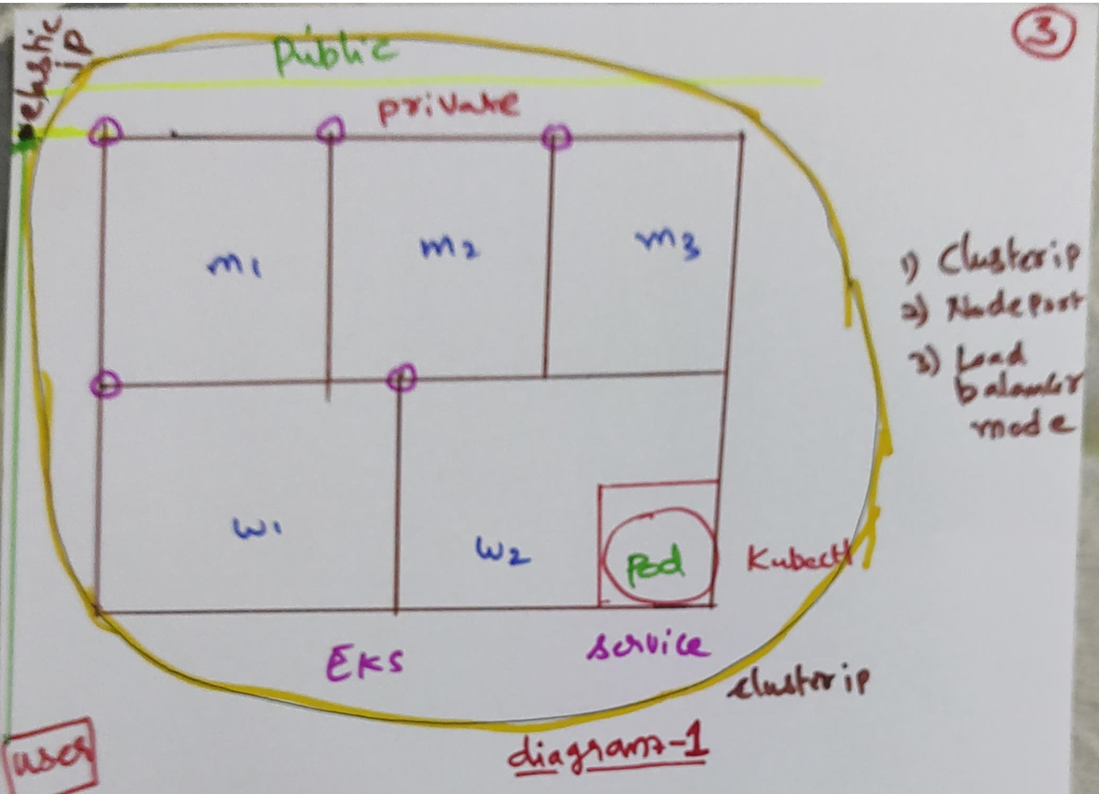 elastic
ip
public
3
private
m1
m2
m3
1) Clusterip
2) Nodeport
3) Load
balancer
mode
w1
w2
Pod
Kubectl
EKS
service
clusterip
user
diagram-1